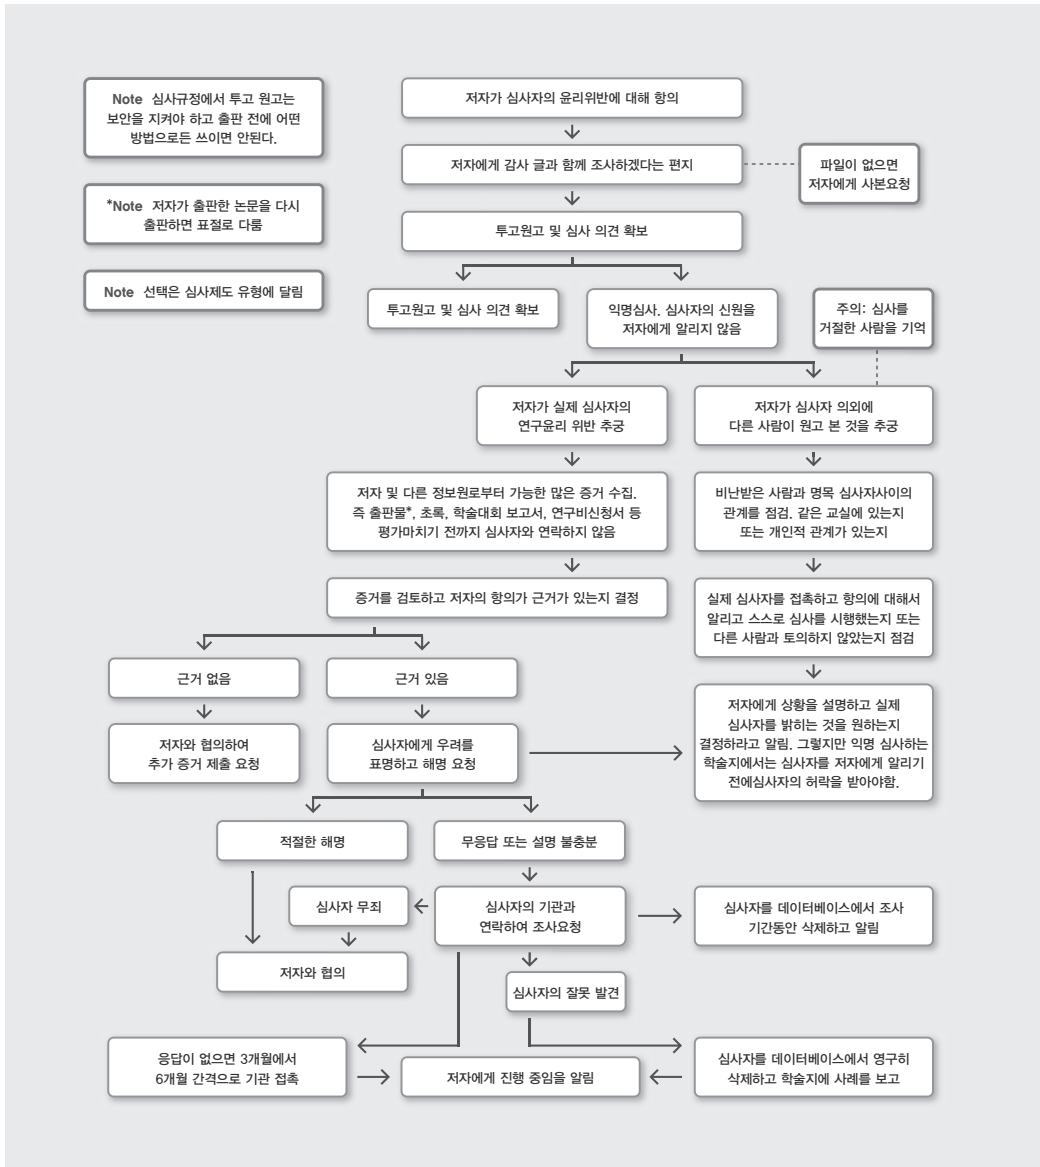 Note 심사규정에서 투고 원고는
보안을 지켜야 하고 출판 전에 어떤
방법으로든 쓰이면 안된다.
*Note 저자가 출판한 논문을 다시
출판하면 표절로 다룸
Note 선택은 심사제도 유형에 달림
저자가 심사자의 윤리위반에 대해 항의
저자에게 감사 글과 함께 조사하겠다는 편지
파일이 없으면
저자에게 사본요청
투고원고 및 심사 의견 확보
투고원고 및 심사 의견 확보
익명심사. 심사자의 신원을
저자에게 알리지 않음
주의: 심사를
거절한 사람을 기억
저자가 실제 심사자의
연구윤리 위반 추궁
저자가 심사자 의외에
다른 사람이 원고 본 것을 추궁
저자 및 다른 정보원로부터 가능한 많은 증거 수집.
즉 출판물*, 초록, 학술대회 보고서, 연구비신청서 등
평가마치기 전까지 심사자와 연락하지 않음
비난받은 사람과 명목 심사자사이의
관계를 점검. 같은 교실에 있는지
또는 개인적 관계가 있는지
증거를 검토하고 저자의 항의가 근거가 있는지 결정
실제 심사자를 접촉하고 항의에 대해서
알리고 스스로 심사를 시행했는지 또는
다른 사람과 토의하지 않았는지 점검
근거 없음
근거 있음
저자와 협의하여
추가 증거 제출 요청
심사자에게 우려를
표명하고 해명 요청
저자에게 상황을 설명하고 실제
심사자를 밝히는 것을 원하는지
결정하라고 알림. 그렇지만 익명 심사하는
학술지에서는 심사자를 저자에게 알리기
전에심사자의 허락을 받아야함.
적절한 해명
무응답 또는 설명 불충분
심사자 무죄
심사자의 기관과
연락하여 조사요청
심사자를 데이터베이스에서 조사
기간동안 삭제하고 알림
저자와 협의
심사자의 잘못 발견
응답이 없으면 3개월에서
6개월 간격으로 기관 접촉
저자에게 진행 중임을 알림
심사자를 데이터베이스에서 영구히
삭제하고 학술지에 사례를 보고